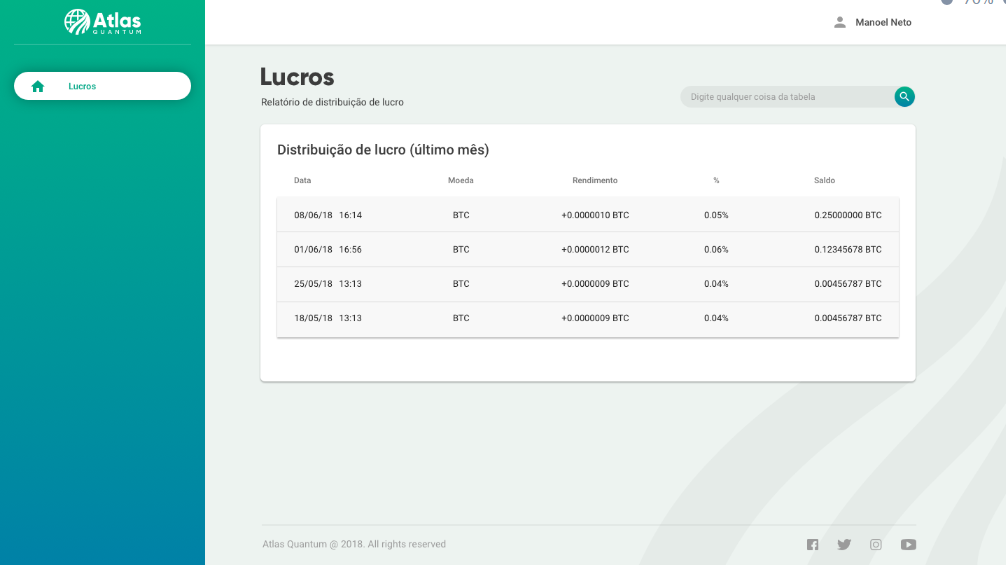 Atlas
QUANTUM
Manoel Neto
Lucros
Lucros
Relatório de distribuição de lucro
Digite qualquer coisa da tabela
Distribuição de lucro (último mês)
Data Moeda Rendimento % Saldo
08/06/18 16:14 BTC +0.0000010 BTC 0.05% 0.25000000 BTC
01/06/18 16:56 BTC +0.0000012 BTC 0.06% 0.12345678 BTC
25/05/18 13:13 BTC +0.0000009 BTC 0.04% 0.00456787 BTC
18/05/18 13:13 BTC +0.0000009 BTC 0.04% 0.00456787 BTC
Atlas Quantum @ 2018. All rights reserved